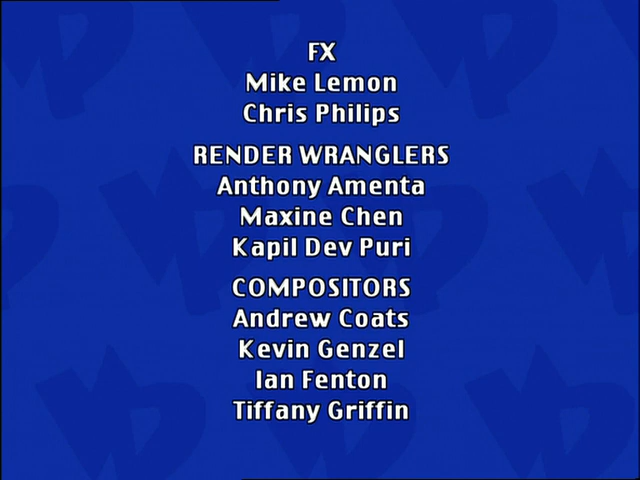 FX
Mike Lemon
Chris Philips
RENDER WRANGLERS
Anthony Amenta
Maxine Chen
Kapil Dev Puri
COMPOSITORS
Andrew Coats
Kevin Genzel
Ian Fenton
Tiffany Griffin